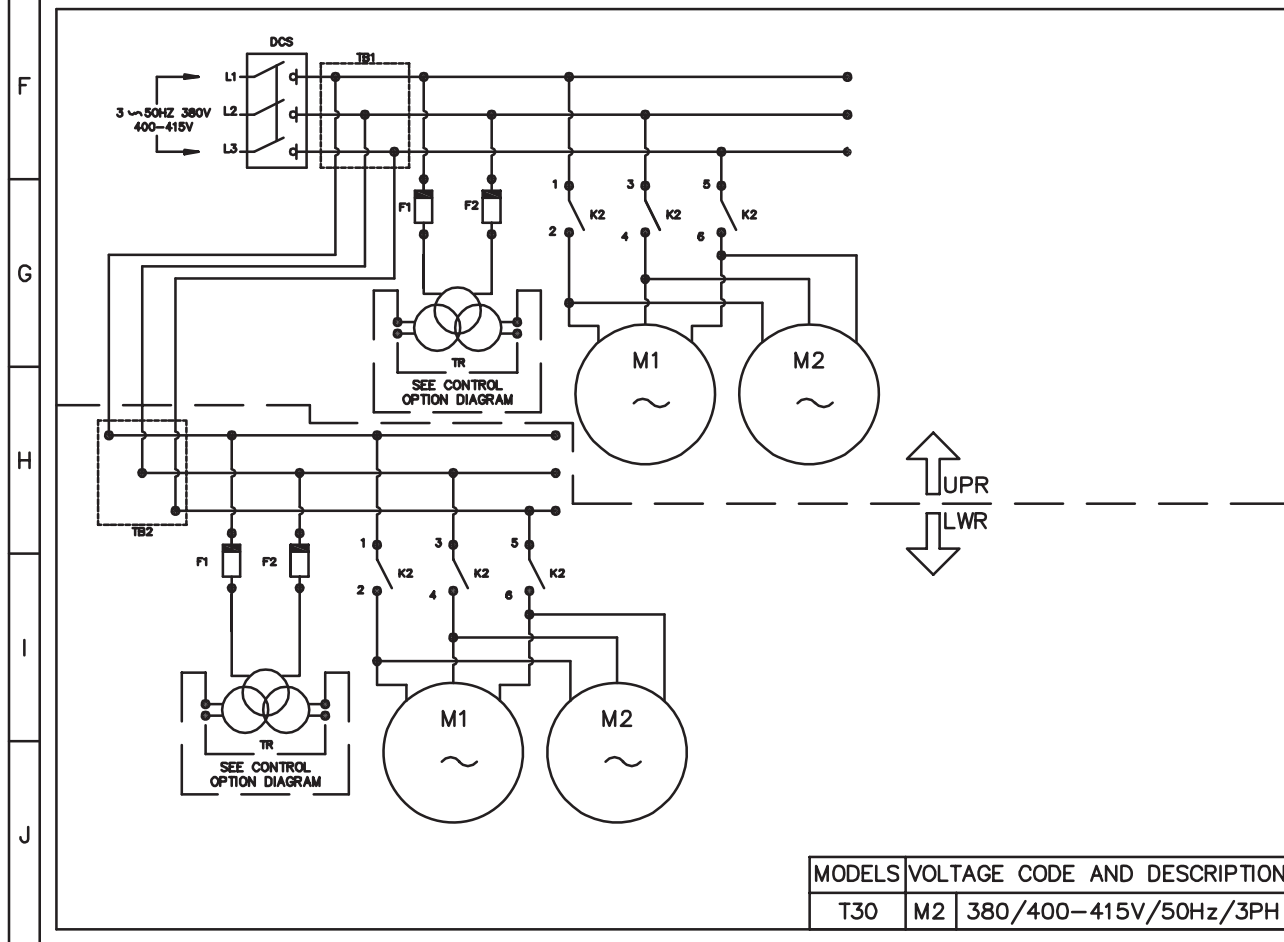 F
G
H
I
J
DCS
TB1
L1
L2
L3
3 ~ 50HZ 380V
400-415V
F1
F2
1
3
5
K2
K2
K2
2
4
6
TR
SEE CONTROL
OPTION DIAGRAM
M1
M2
UPR
LWR
TB2
F1
F2
1
3
5
K2
K2
K2
2
4
6
TR
SEE CONTROL
OPTION DIAGRAM
M1
M2
MODELS VOLTAGE CODE AND DESCRIPTION
T30 M2 380/400-415V/50Hz/3PH